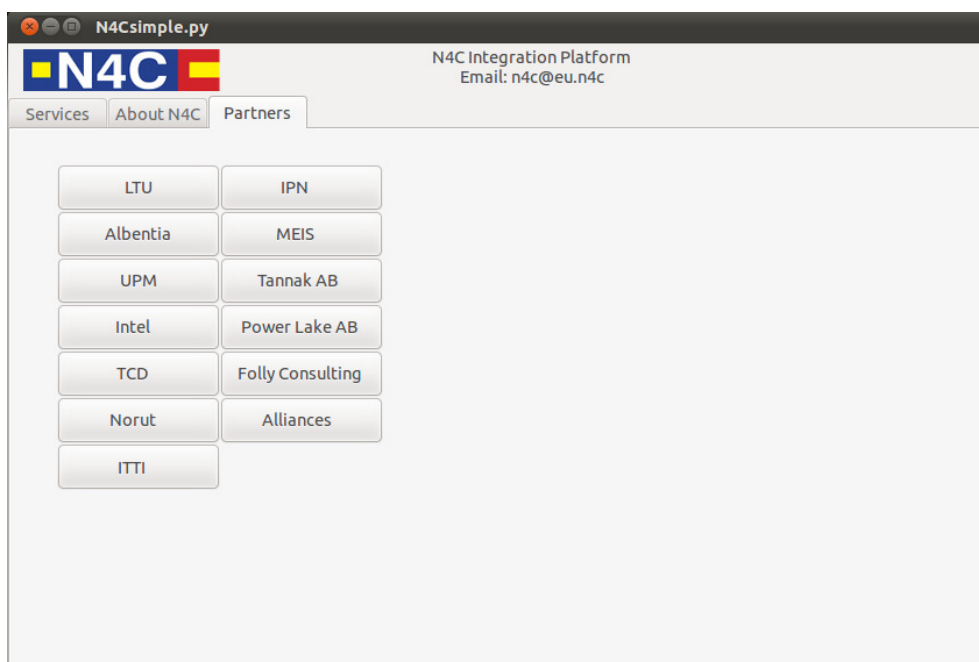 N4Csimple.py
N4C
N4C Integration Platform
Email: n4c@eu.n4c
Services About N4C Partners
LTU IPN
Albentia MEIS
UPM Tannak AB
Intel Power Lake AB
TCD Folly Consulting
Norut Alliances
ITTI